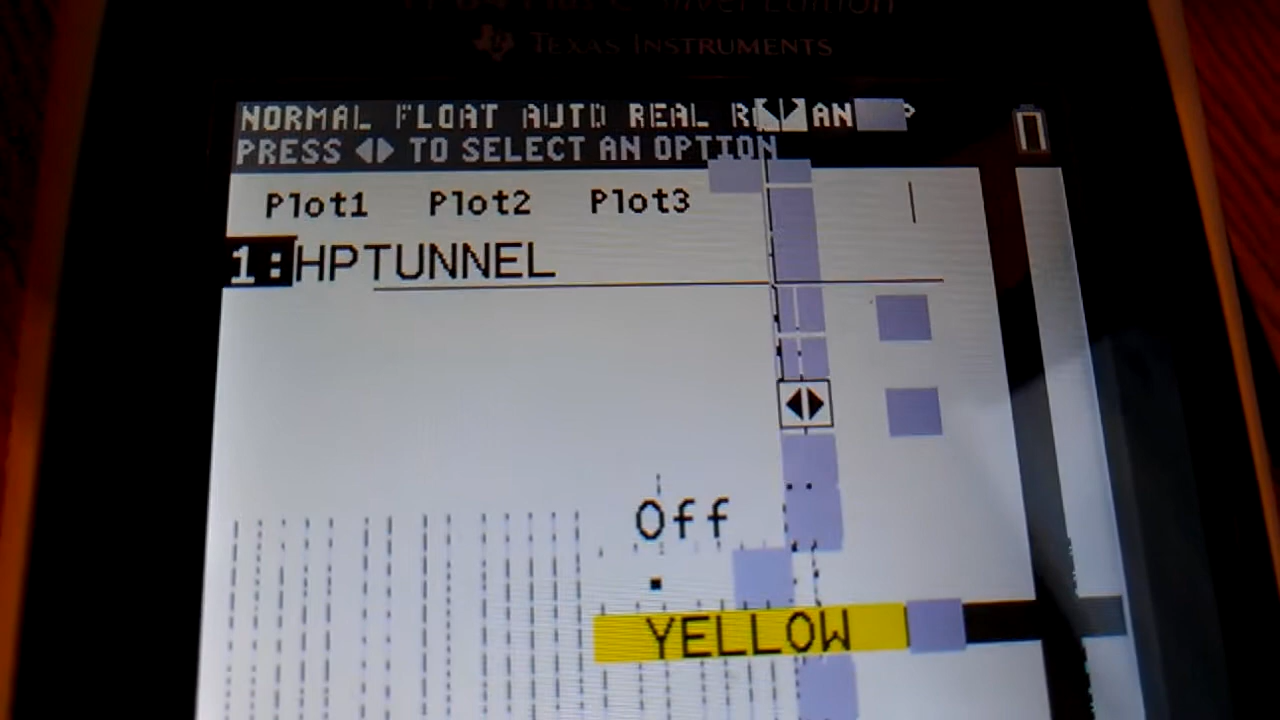 TEXAS INSTRUMENTS
NORMAL FLOAT AUTO REAL
PRESS ◀▶ TO SELECT AN OPTION
Plot1 Plot2 Plot3
1:HPTUNNEL
Off
YELLOW